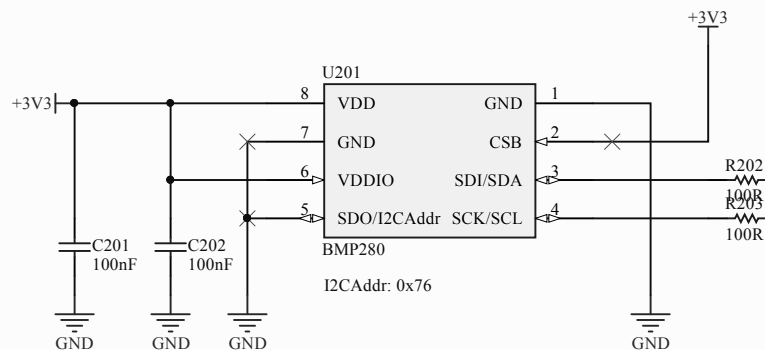 +3V3
U201
+3V3
8
VDD
GND
1
7
GND
CSB
2
6
VDDIO
SDI/SDA
3
R202
100R
5
SDO/I2CAddr
SCK/SCL
4
R203
100R
C201
100nF
C202
100nF
BMP280
I2CAddr: 0x76
GND
GND
GND
GND